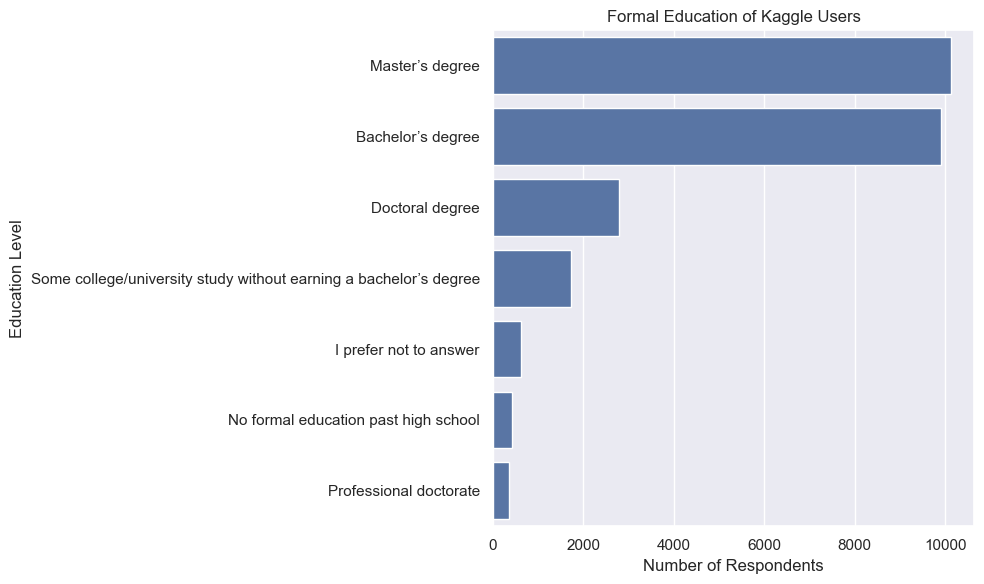 Formal Education of Kaggle Users
Master’s degree
Bachelor’s degree
Doctoral degree
Some college/university study without earning a bachelor’s degree
I prefer not to answer
No formal education past high school
Professional doctorate
Education Level
0 2000 4000 6000 8000 10000
Number of Respondents